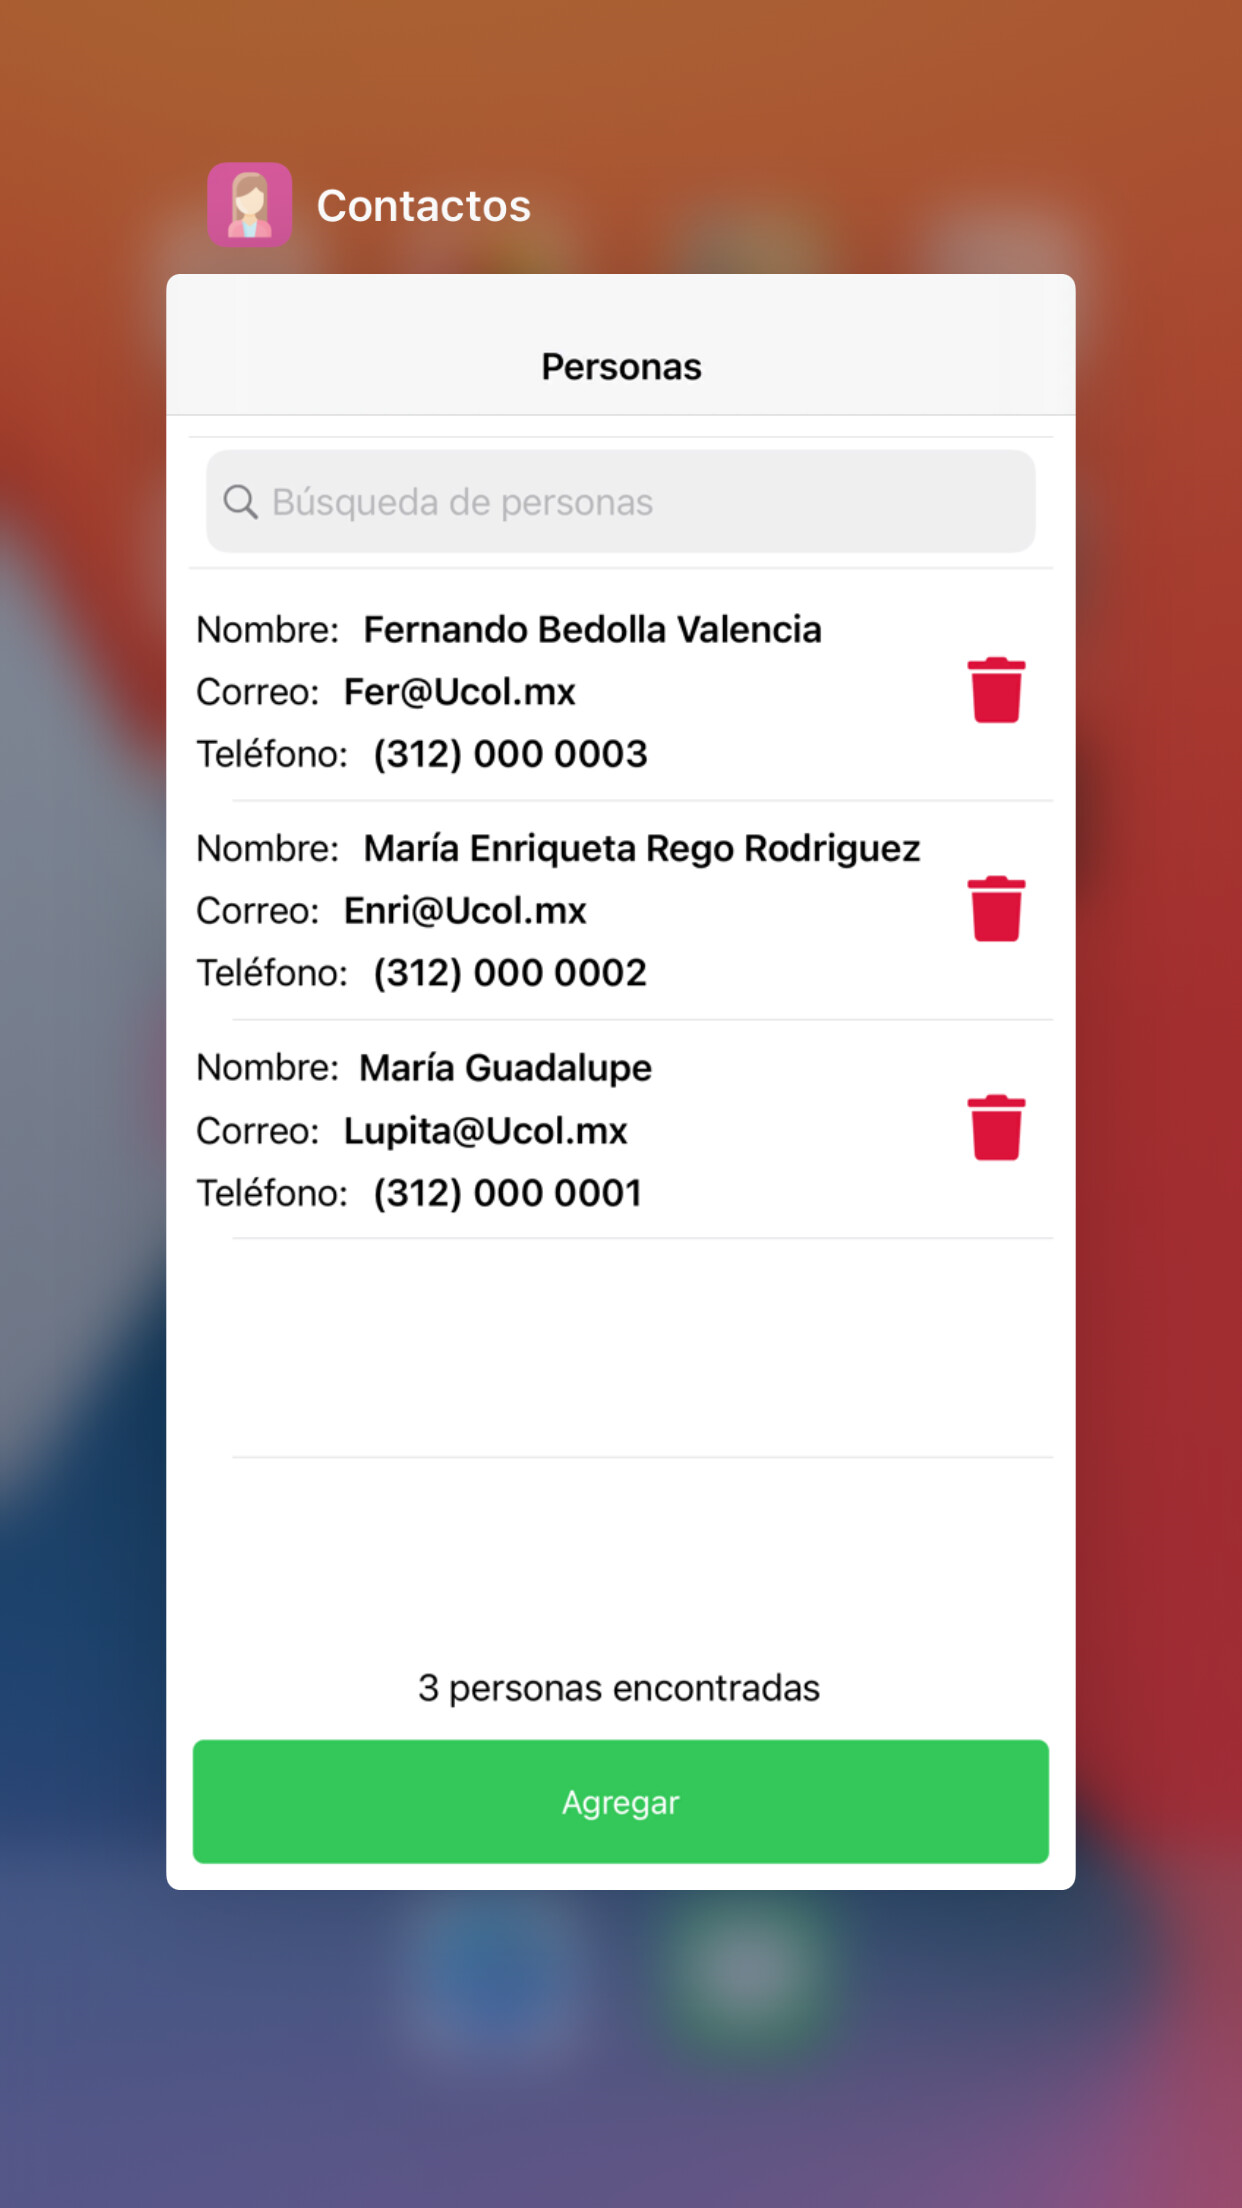 Contactos
Personas
Búsqueda de personas
Nombre: Fernando Bedolla Valencia
Correo: Fer@Ucol.mx
Teléfono: (312) 000 0003
Nombre: María Enriqueta Rego Rodriguez
Correo: Enri@Ucol.mx
Teléfono: (312) 000 0002
Nombre: María Guadalupe
Correo: Lupita@Ucol.mx
Teléfono: (312) 000 0001
3 personas encontradas
Agregar